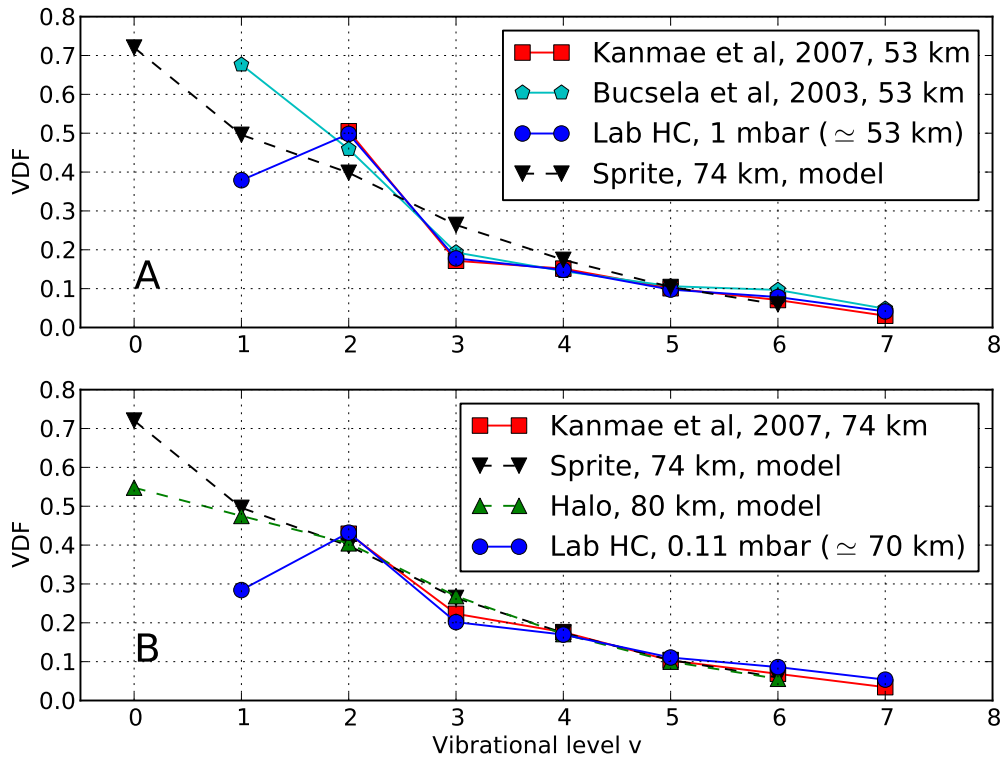 0.8
0.7
0.6
0.5
0.4
0.3
0.2
0.1
0.0
VDF
Kanmae et al, 2007, 53 km
Bucsela et al, 2003, 53 km
Lab HC, 1 mbar (≃ 53 km)
Sprite, 74 km, model
A
0 1 2 3 4 5 6 7 8
0.8
0.7
0.6
0.5
0.4
0.3
0.2
0.1
0.0
VDF
Kanmae et al, 2007, 74 km
Sprite, 74 km, model
Halo, 80 km, model
Lab HC, 0.11 mbar (≃ 70 km)
B
0 1 2 3 4 5 6 7 8
Vibrational level v